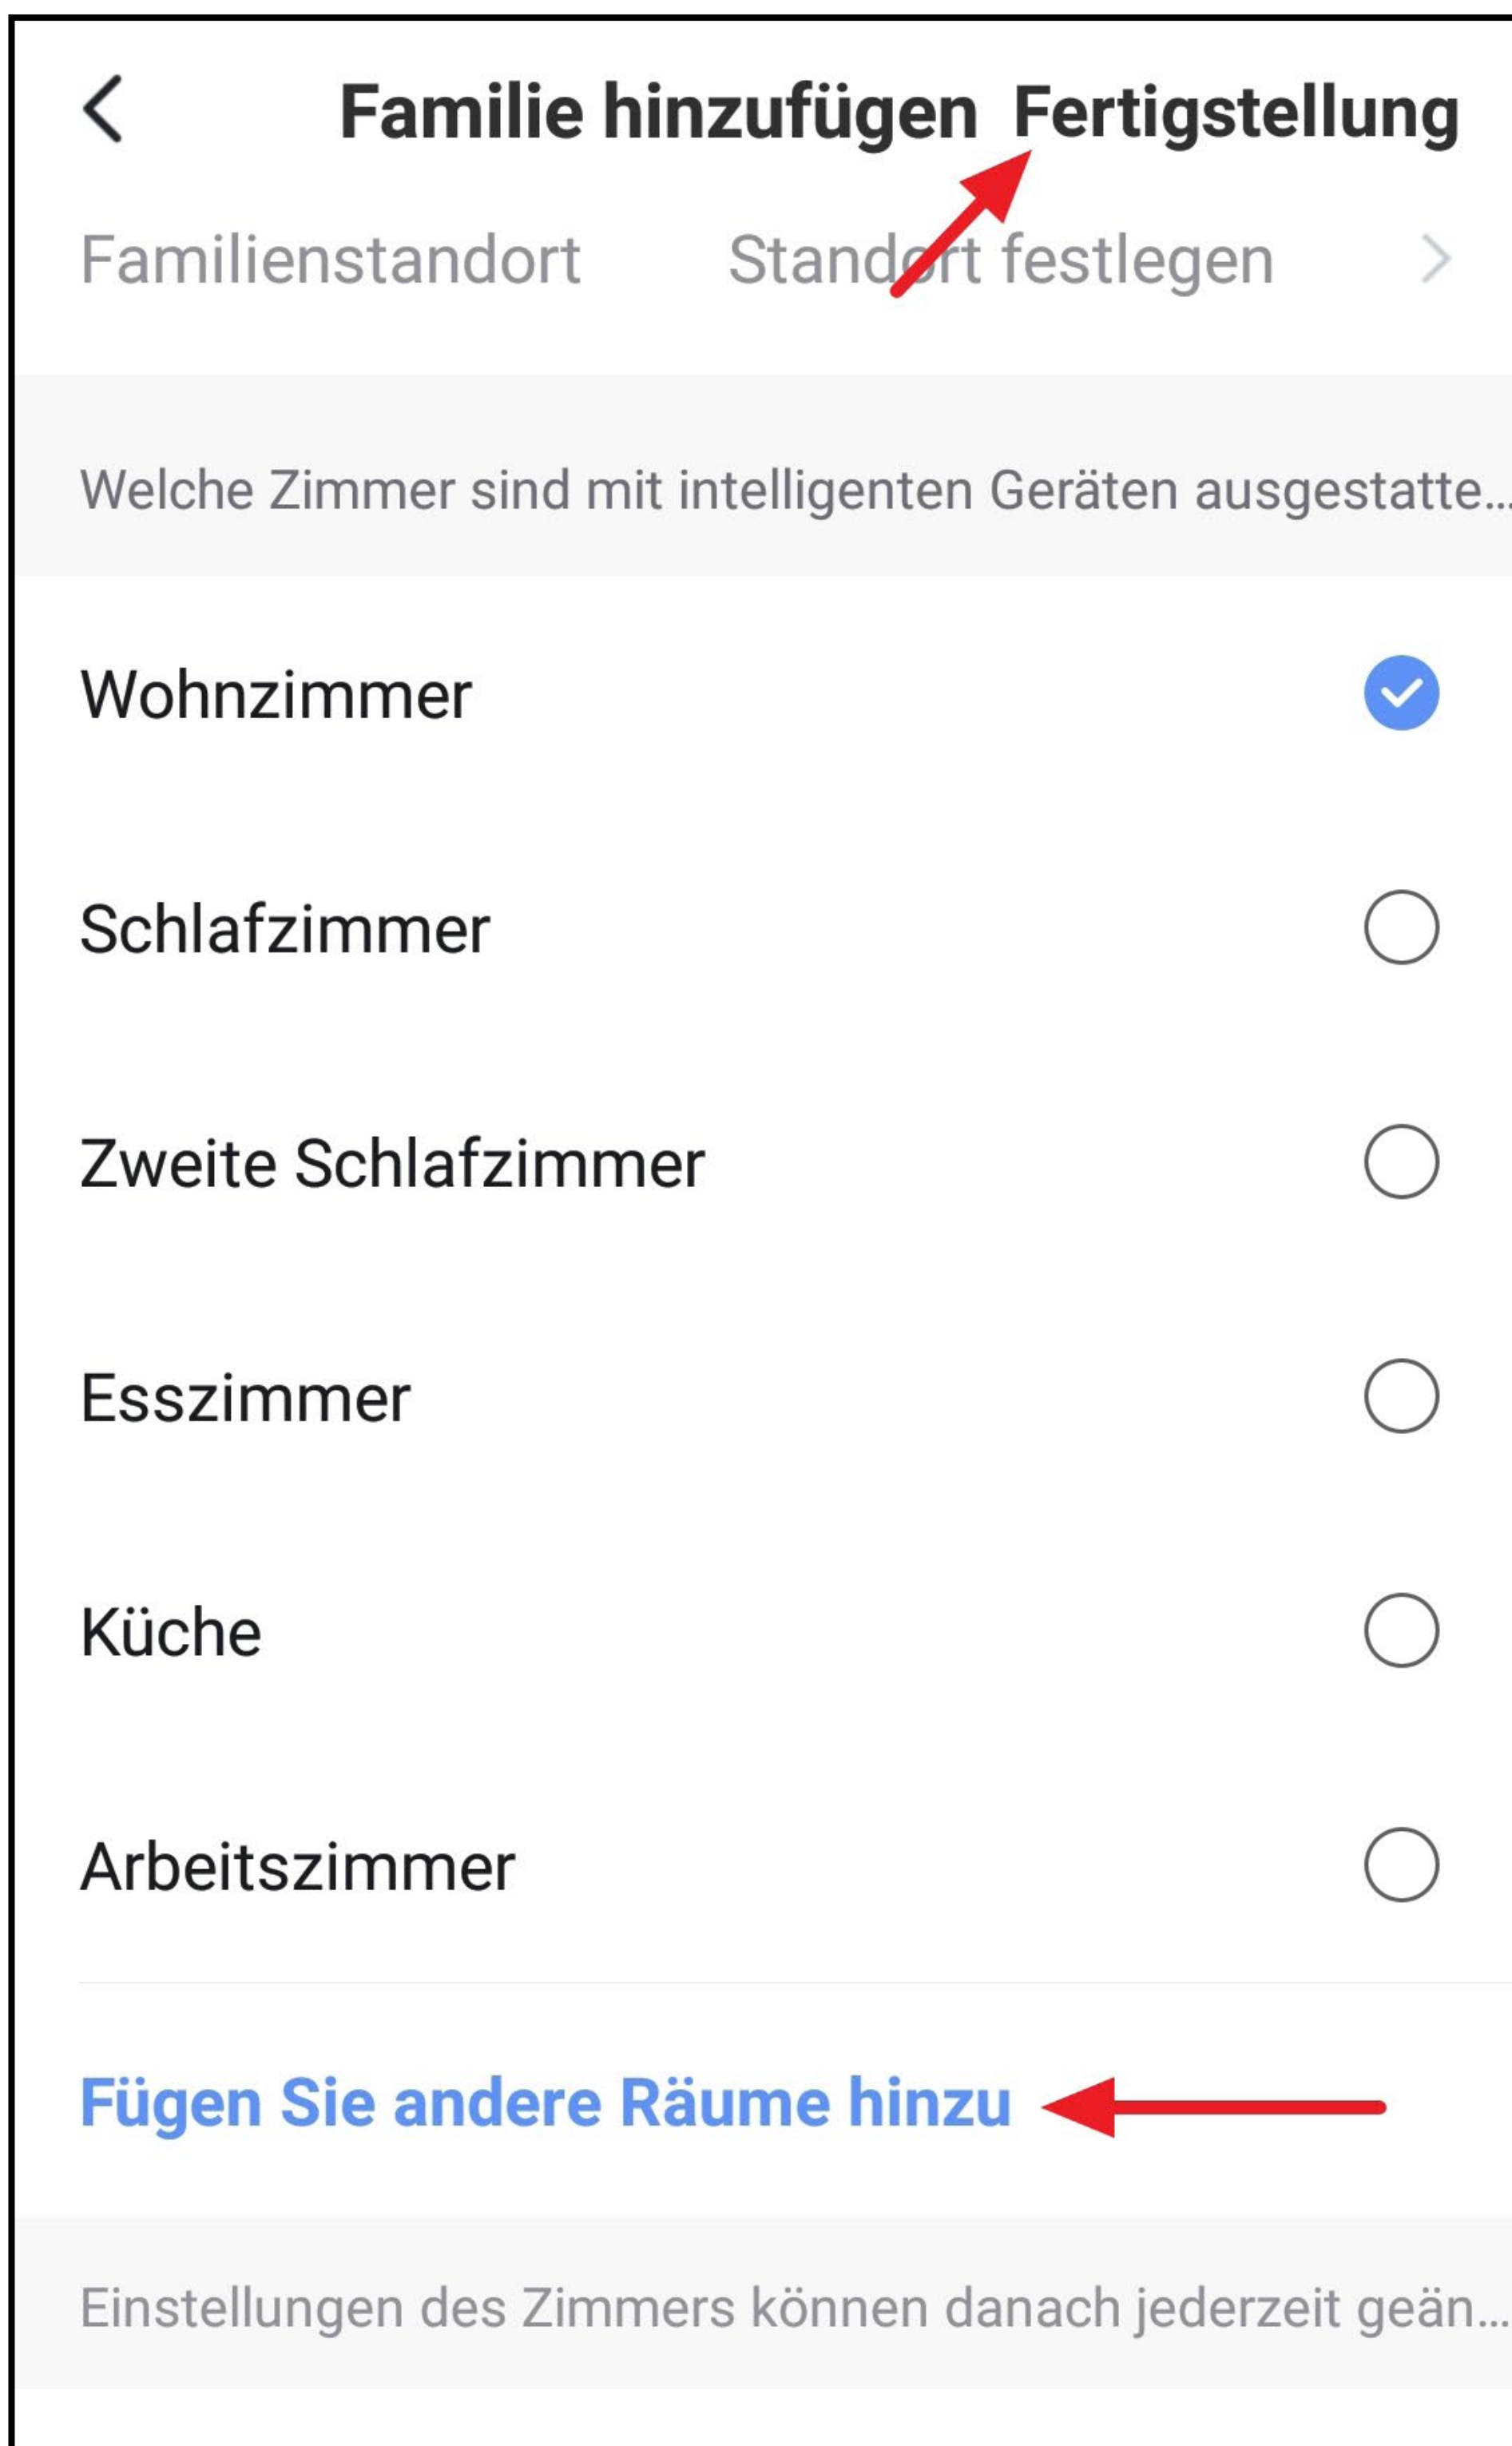 Familie hinzufügen Fertigstellung
Familienstandort Standort festlegen
Welche Zimmer sind mit intelligenten Geräten ausgestatte...
Wohnzimmer
Schlafzimmer
Zweite Schlafzimmer
Esszimmer
Küche
Arbeitszimmer
Fügen Sie andere Räume hinzu
Einstellungen des Zimmers können danach jederzeit geän...